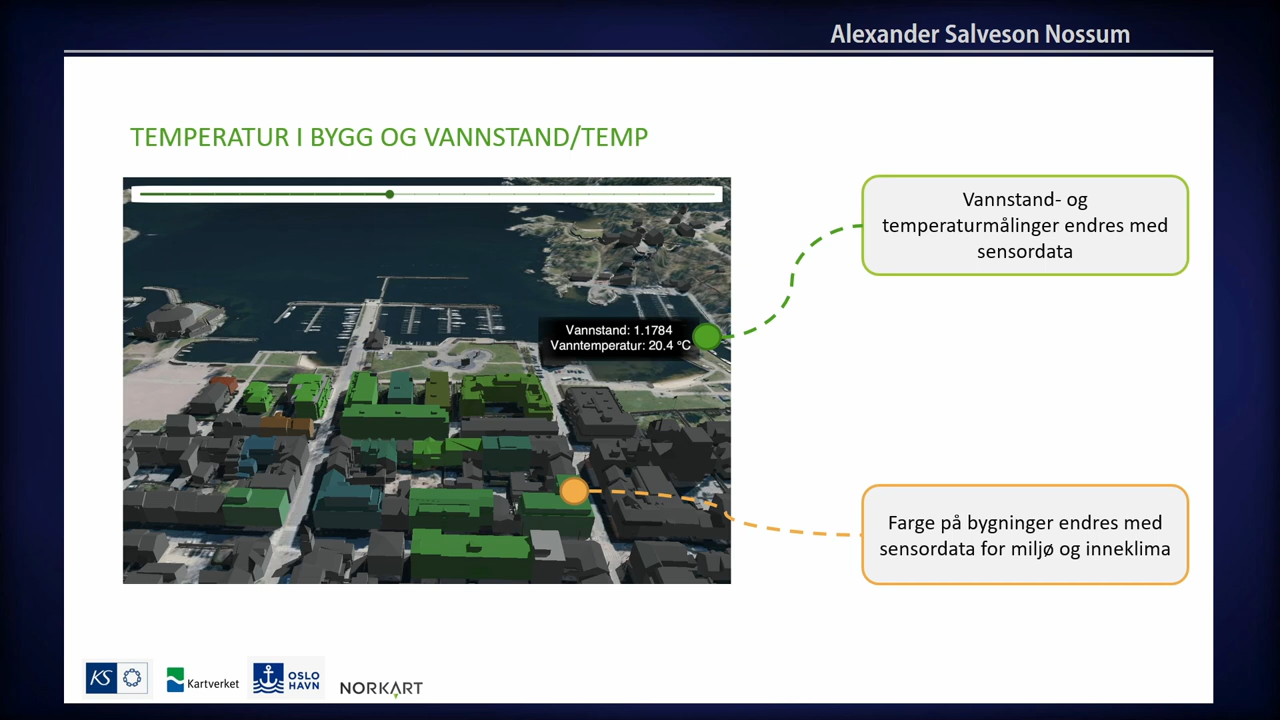 Alexander Salveson Nossum
TEMPERATUR I BYGG OG VANNSTAND/TEMP
Vannstand- og
temperaturmålinger endres med
sensordata
Vannstand: 1.1784
Vanntemperatur: 20.4 °C
Farge på bygninger endres med
sensordata for miljø og inneklima
KS
Kartverket
OSLO
HAVN
NORKART